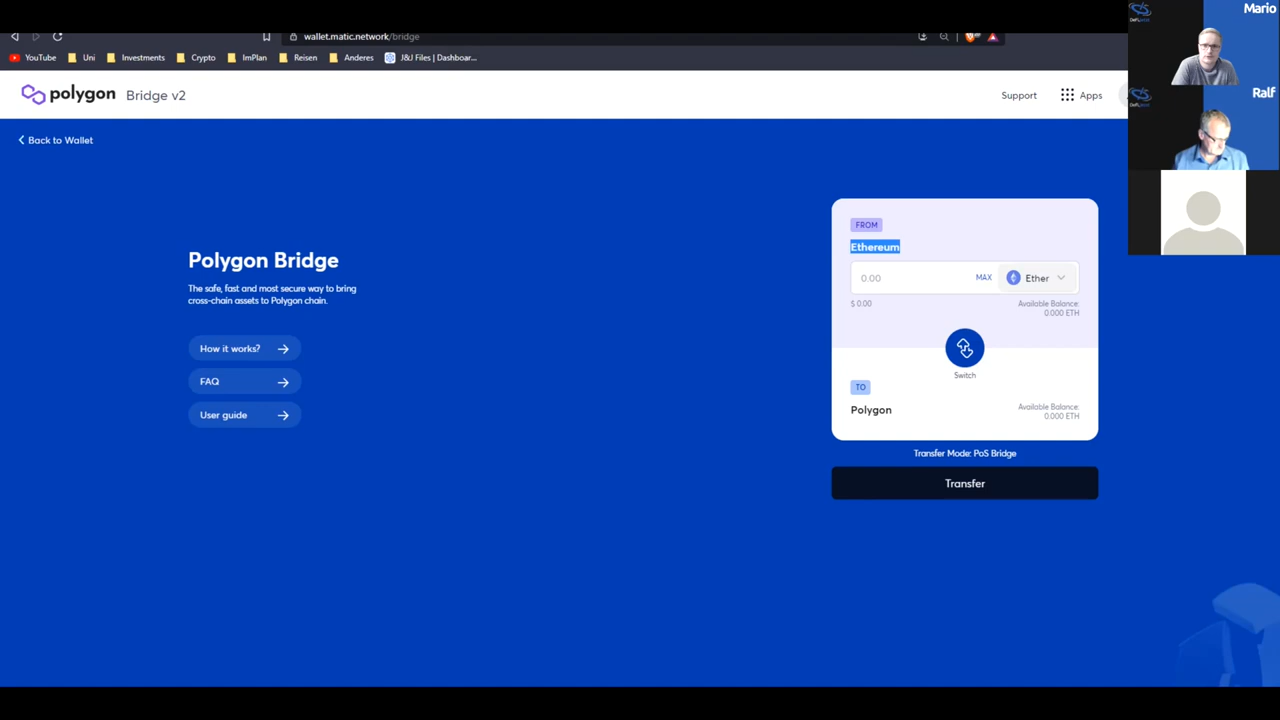 wallet.matic.network/bridge
YouTube Uni Investments Crypto ImPlan Reisen Anderes J&J Files | Dashboar...
polygon Bridge v2
Support Apps
Back to Wallet
Polygon Bridge
The safe, fast and most secure way to bring
cross-chain assets to Polygon chain.
How it works?
FAQ
User guide
FROM
Ethereum
0.00 MAX Ether
$ 0.00
Available Balance:
0.000 ETH
Switch
TO
Polygon
Available Balance:
0.000 ETH
Transfer Mode: PoS Bridge
Transfer
Mario
Ralf